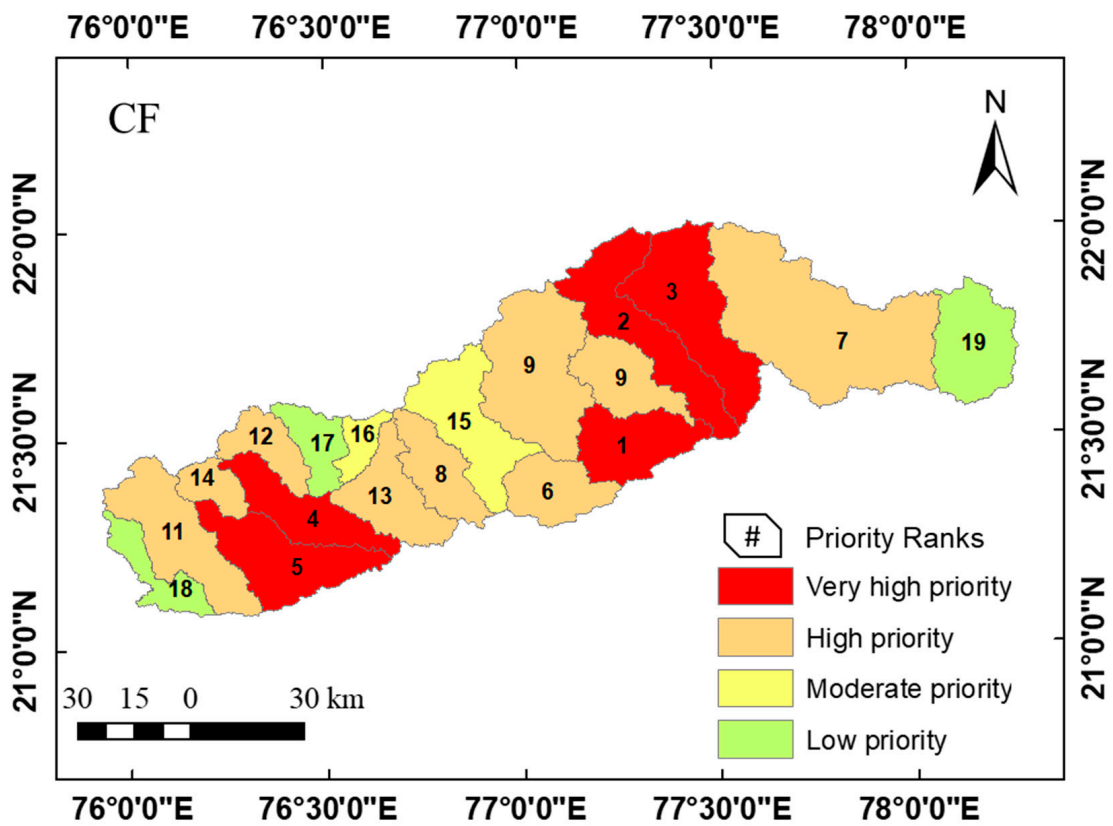 76°0'0"E 76°30'0"E 77°0'0"E 77°30'0"E 78°0'0"E
CF
N
22°0'0"N
22°0'0"N
3
2
7
19
9
9
15
21°30'0"N
21°30'0"N
12
17
16
1
14
8
13
6
4
11
5
18
# Priority Ranks
Very high priority
High priority
Moderate priority
Low priority
21°0'0"N
21°0'0"N
30 15 0 30 km
76°0'0"E 76°30'0"E 77°0'0"E 77°30'0"E 78°0'0"E